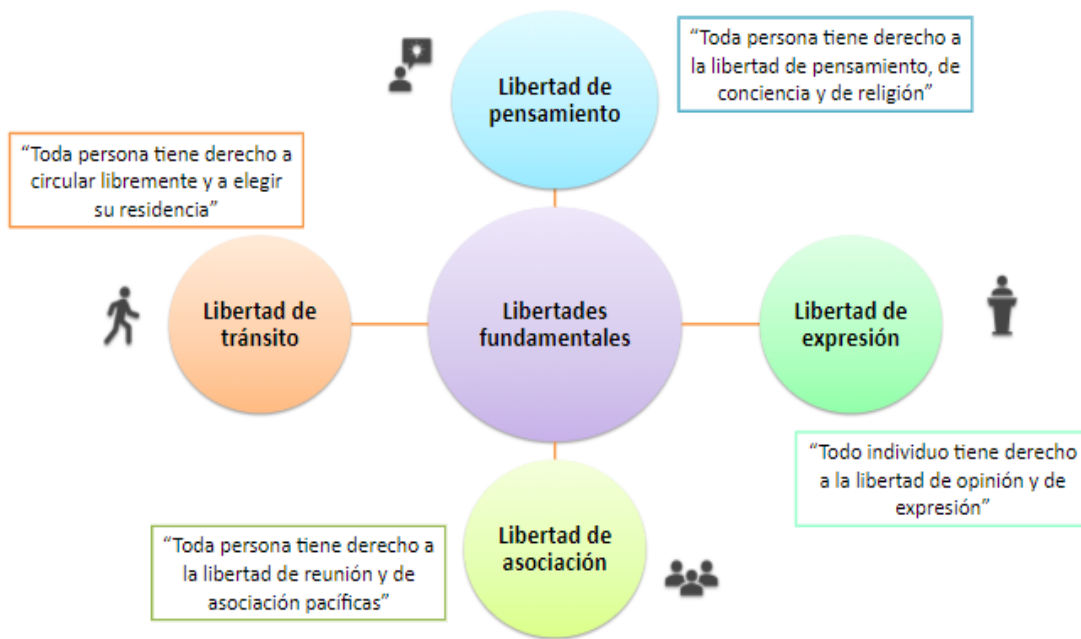 Libertad de
pensamiento
“Toda persona tiene derecho a
la libertad de pensamiento, de
conciencia y de religión”
“Toda persona tiene derecho a
circular libremente y a elegir
su residencia”
Libertad de
tránsito
Libertades
fundamentales
Libertad de
expresión
“Todo individuo tiene derecho
a la libertad de opinión y de
expresión”
Libertad de
asociación
“Toda persona tiene derecho a
la libertad de reunión y de
asociación pacíficas”